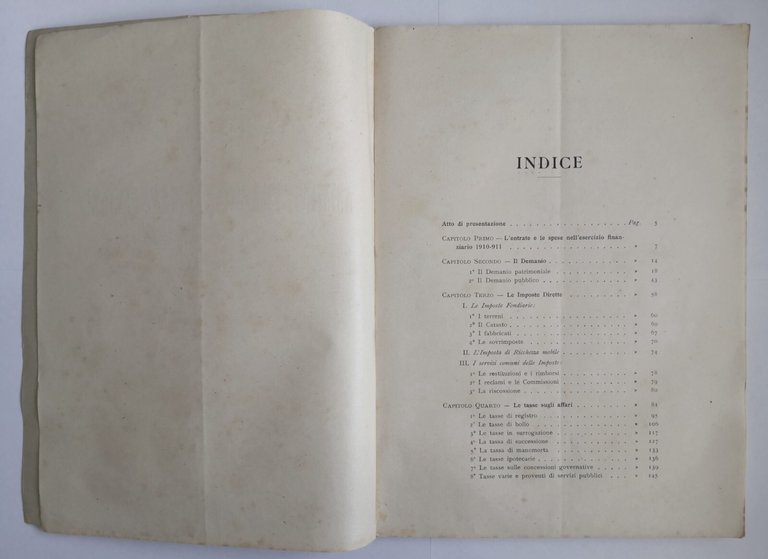 INDICE
Atto di presentazione . . . . . . . . . . . . . . . . . . Pag. 5
CAPITOLO PRIMO — L'entrate e le spese nell'esercizio finan-
ziario 1910-911 . . . . . . . . . . . . . . » 7
CAPITOLO SECONDO — Il Demanio . . . . . . . . . . . . » 14
1° Il Demanio patrimoniale . . . . . . . . . . . . » 18
2° Il Demanio pubblico . . . . . . . . . . . . . » 43
CAPITOLO TERZO — Le Imposte Dirette . . . . . . . . . » 58
I. Le Imposte Fondiarie:
1° I terreni . . . . . . . . . . . . . . . . . » 60
2° Il Catasto . . . . . . . . . . . . . . . . » 60
3° I fabbricati . . . . . . . . . . . . . . . . » 67
4° Le sovrimposte . . . . . . . . . . . . . . » 70
II. L'Imposta di Ricchezza mobile . . . . . . . . . . » 74
III. I servizi comuni delle Imposte:
1° Le restituzioni e i rimborsi . . . . . . . . . . » 78
2° I reclami e le Commissioni . . . . . . . . . . » 79
3° La riscossione . . . . . . . . . . . . . . . » 80
CAPITOLO QUARTO — Le tasse sugli affari . . . . . . . . » 81
1° Le tasse di registro . . . . . . . . . . . . . » 95
2° Le tasse di bollo . . . . . . . . . . . . . . » 100
3° Le tasse in surrogazione . . . . . . . . . . . » 117
4° La tassa di successione . . . . . . . . . . . . » 127
5° La tassa di manomorta . . . . . . . . . . . . » 133
6° Le tasse ipotecarie . . . . . . . . . . . . . . » 136
7° Le tasse sulle concessioni governative . . . . . » 139
8° Tasse varie e proventi di servizi pubblici . . . » 145